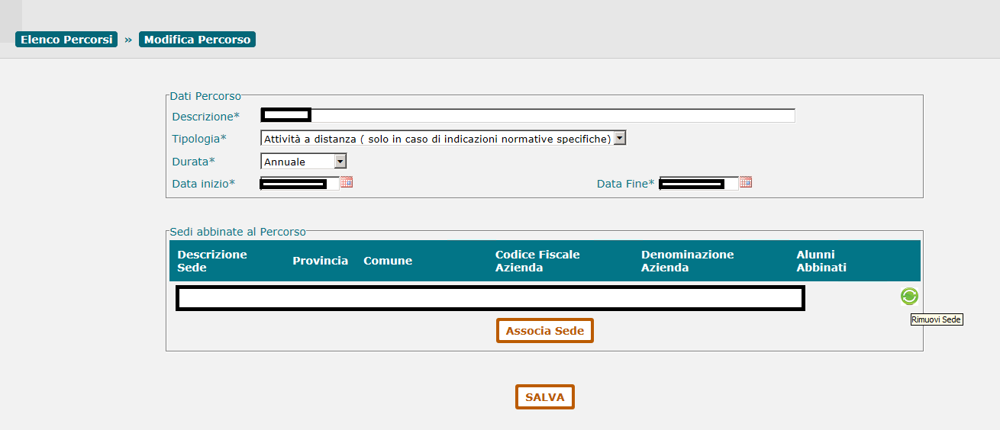 Elenco Percorsi » Modifica Percorso
Dati Percorso
Descrizione*
Tipologia* Attività a distanza ( solo in caso di indicazioni normative specifiche)
Durata* Annuale
Data inizio* Data Fine*
Sedi abbinate al Percorso
Descrizione Sede Provincia Comune Codice Fiscale Azienda Denominazione Azienda Alunni Abbinati
Rimuovi Sede
Associa Sede
SALVA